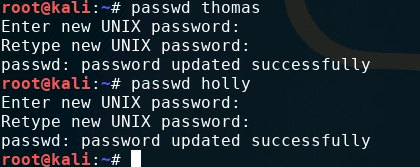 root@kali:~# passwd thomas
Enter new UNIX password:
Retype new UNIX password:
passwd: password updated successfully
root@kali:~# passwd holly
Enter new UNIX password:
Retype new UNIX password:
passwd: password updated successfully
root@kali:~#